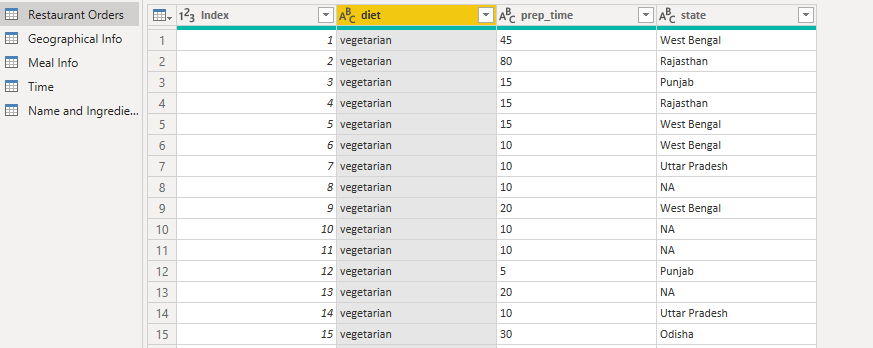 Restaurant Orders
Geographical Info
Meal Info
Time
Name and Ingredie...
1²3 Index ABC diet ABC prep_time ABC state
1 1 vegetarian 45 West Bengal
2 2 vegetarian 80 Rajasthan
3 3 vegetarian 15 Punjab
4 4 vegetarian 15 Rajasthan
5 5 vegetarian 15 West Bengal
6 6 vegetarian 10 West Bengal
7 7 vegetarian 10 Uttar Pradesh
8 8 vegetarian 10 NA
9 9 vegetarian 20 West Bengal
10 10 vegetarian 10 NA
11 11 vegetarian 10 NA
12 12 vegetarian 5 Punjab
13 13 vegetarian 20 NA
14 14 vegetarian 10 Uttar Pradesh
15 15 vegetarian 30 Odisha